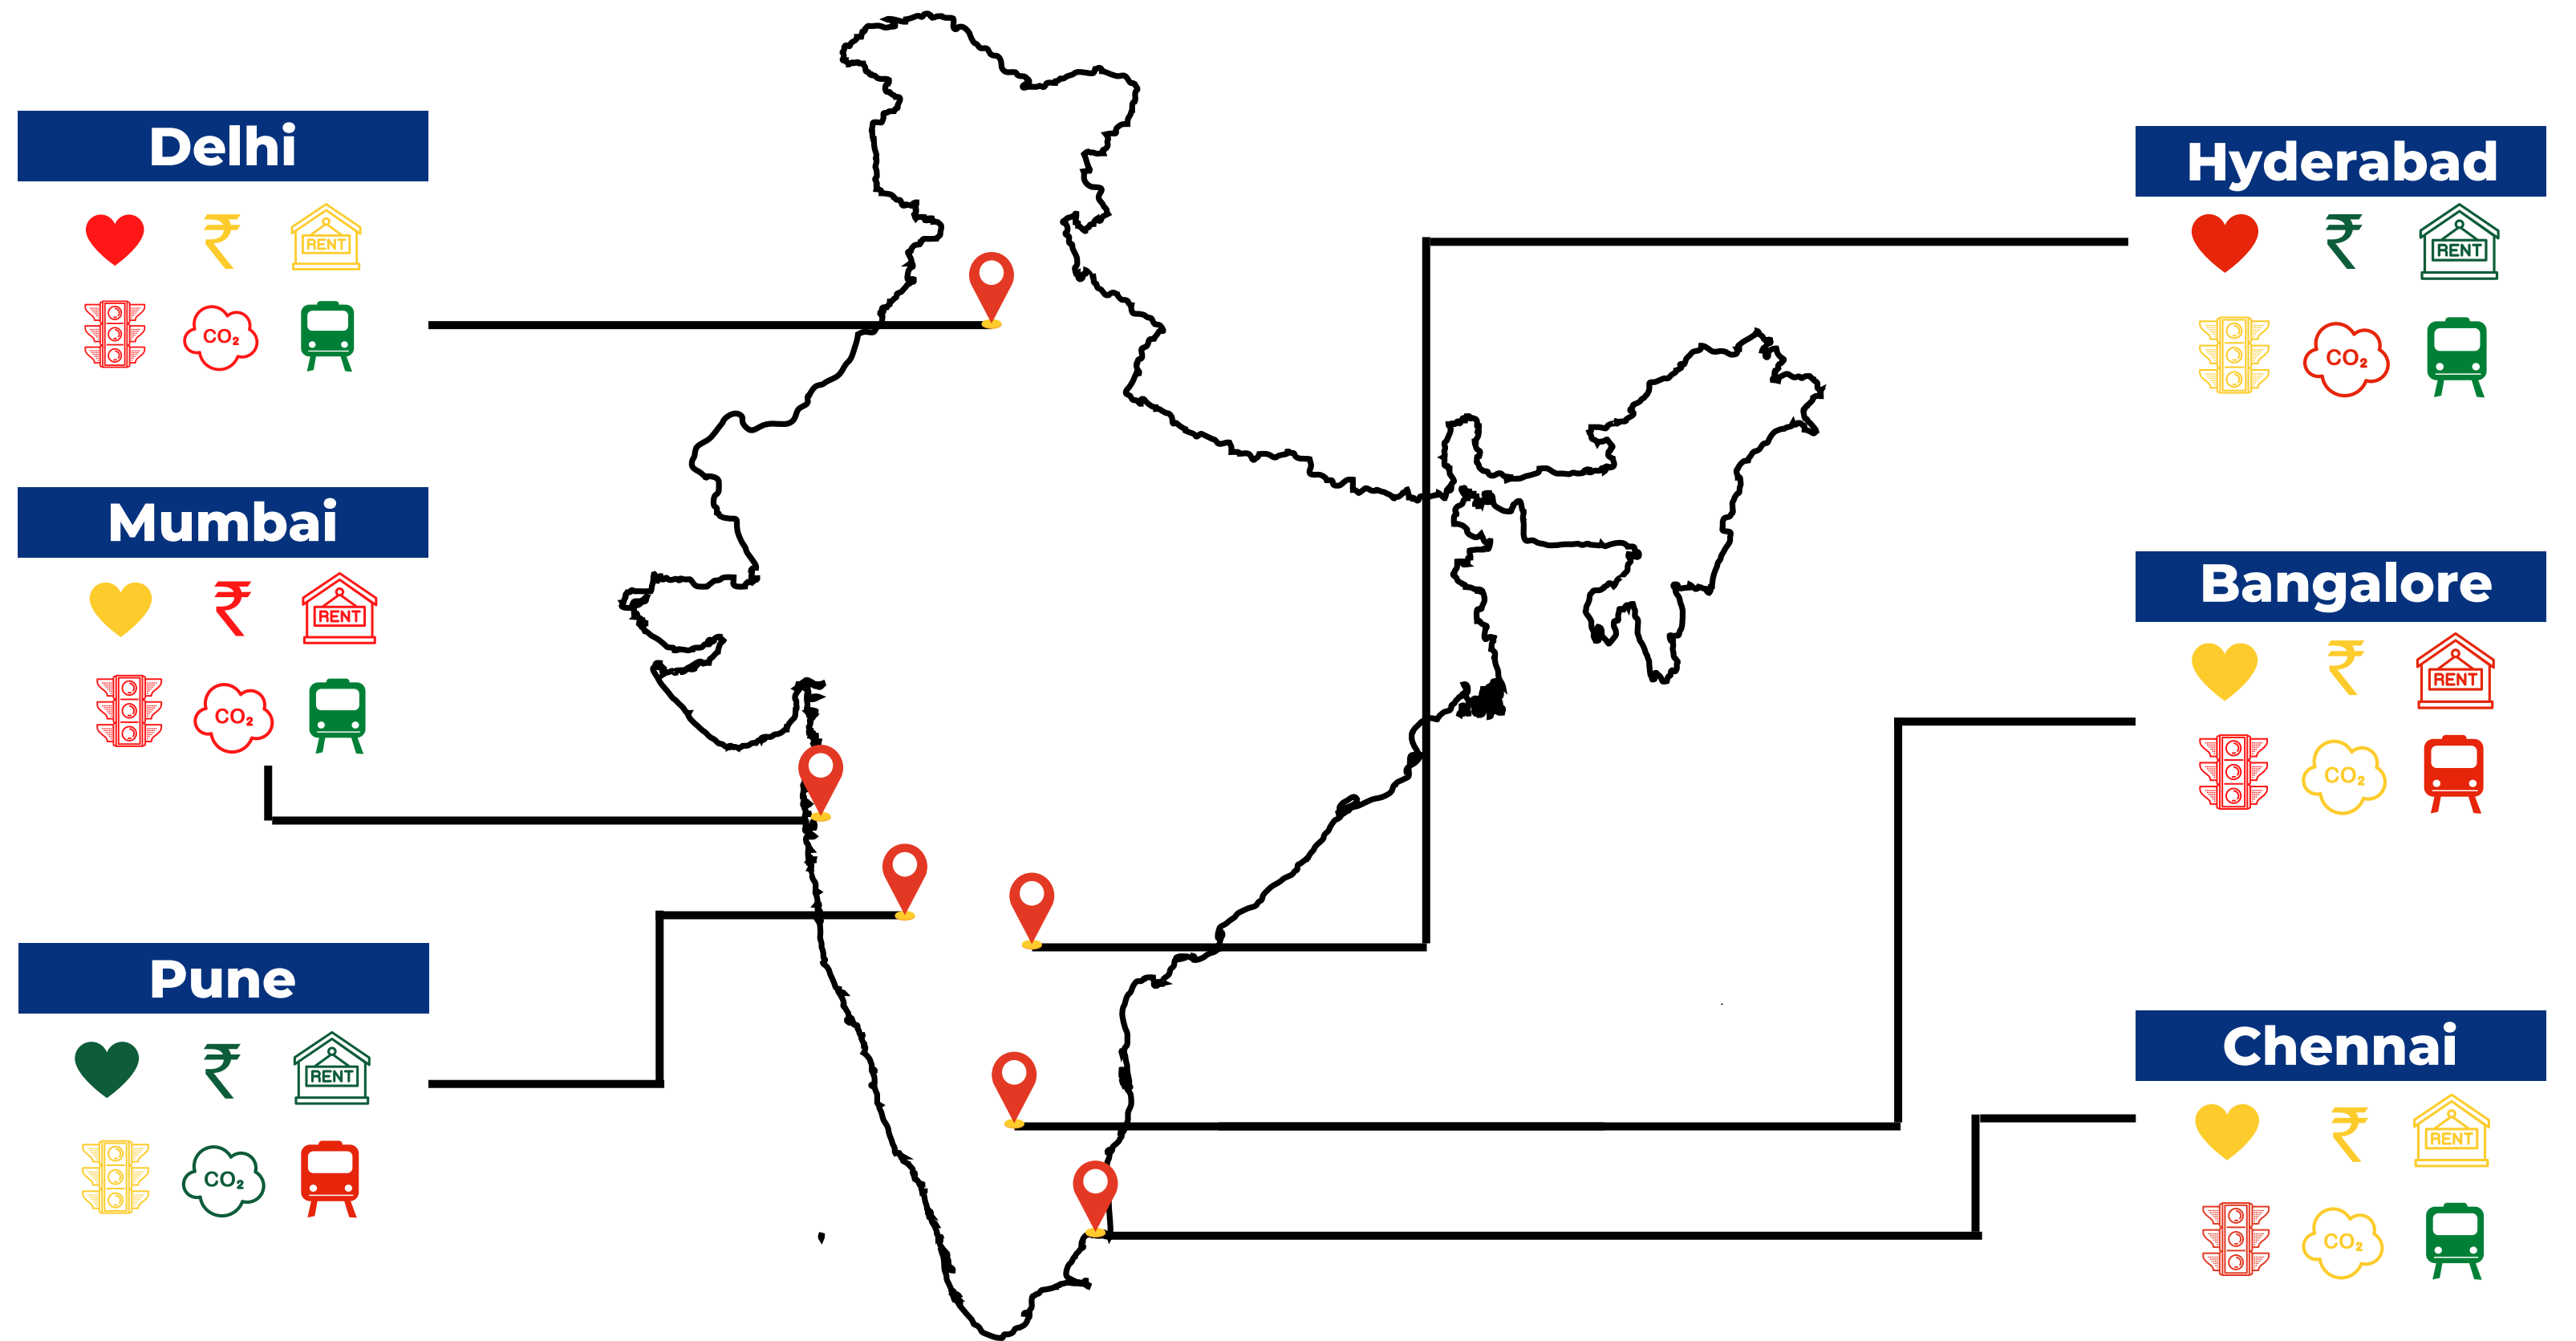 Delhi
₹ RENT
CO₂
Mumbai
₹ RENT
CO₂
Pune
₹ RENT
CO₂
Hyderabad
₹ RENT
CO₂
Bangalore
₹ RENT
CO₂
Chennai
₹ RENT
CO₂